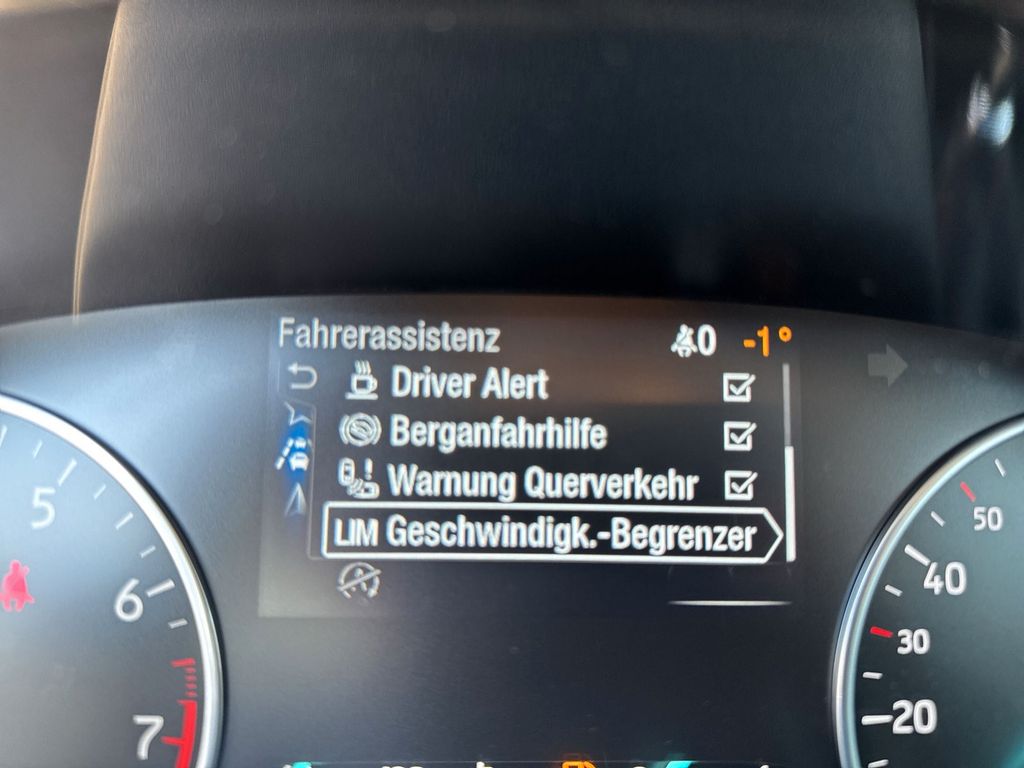 Fahrerassistenz 0 -1°
Driver Alert
Berganfahrhilfe
Warnung Querverkehr
LIM Geschwindigk.-Begrenzer
5
6
7
50
40
30
20